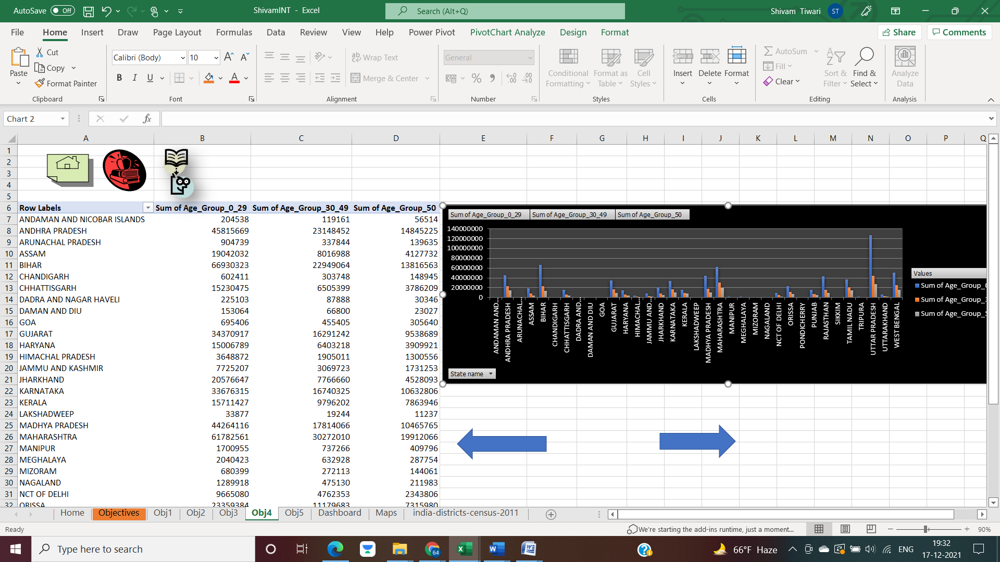 AutoSave Off ShivamINT - Excel Search (Alt+Q) Shivam Tiwari ST
File Home Insert Draw Page Layout Formulas Data Review View Help Power Pivot PivotChart Analyze Design Format Share Comments
Paste Cut Copy Format Painter Clipboard
Calibri (Body) 10 A A B I U A Font
ab Wrap Text Merge & Center Alignment
General % Number
Conditional Formatting Format as Table Cell Styles Styles
Insert Delete Format Cells
AutoSum Fill Clear Sort & Filter Find & Select Editing
Analyze Data Analysis
Chart 2 fx
A B C D E F G H I J K L M N O P Q
1
2
3
4
5
6 Row Labels Sum of Age_Group_0_29 Sum of Age_Group_30_49 Sum of Age_Group_50
7 ANDAMAN AND NICOBAR ISLANDS 204538 119161 56514
8 ANDHRA PRADESH 45815669 23148452 14845225
9 ARUNACHAL PRADESH 904739 337844 139635
10 ASSAM 19042032 8016988 4127732
11 BIHAR 66930323 22949064 13816563
12 CHANDIGARH 602411 303748 148945
13 CHHATTISGARH 15230475 6505399 3786209
14 DADRA AND NAGAR HAVELI 225103 87888 30346
15 DAMAN AND DIU 153064 66800 23027
16 GOA 695406 455405 305640
17 GUJARAT 34370917 16291242 9538689
18 HARYANA 15006789 6403218 3909921
19 HIMACHAL PRADESH 3648872 1905011 1300556
20 JAMMU AND KASHMIR 7725207 3069723 1731253
21 JHARKHAND 20576647 7766660 4528093
22 KARNATAKA 33676315 16740325 10632806
23 KERALA 15711427 9796202 7863946
24 LAKSHADWEEP 33877 19244 11237
25 MADHYA PRADESH 44264116 17814066 10465765
26 MAHARASHTRA 61782561 30272010 19912066
27 MANIPUR 1700955 737266 409796
28 MEGHALAYA 2040423 632928 287754
29 MIZORAM 680399 272113 144061
30 NAGALAND 1289918 475130 211983
31 NCT OF DELHI 9665080 4762353 2343806
32 ORISSA 23359384 11179683 7315980
Sum of Age_Group_0_29 Sum of Age_Group_30_49 Sum of Age_Group_50
140000000
120000000
100000000
80000000
60000000
40000000
20000000
0
ANDAMAN AND...
ANDHRA PRADESH
ARUNACHAL...
ASSAM
BIHAR
CHANDIGARH
CHHATTISGARH
DADRA AND...
DAMAN AND DIU
GOA
GUJARAT
HARYANA
HIMACHAL...
JAMMU AND...
JHARKHAND
KARNATAKA
KERALA
LAKSHADWEEP
MADHYA PRADESH
MAHARASHTRA
MANIPUR
MEGHALAYA
MIZORAM
NAGALAND
NCT OF DELHI
ORISSA
PONDICHERRY
PUNJAB
RAJASTHAN
SIKKIM
TAMIL NADU
TRIPURA
UTTAR PRADESH
UTTARAKHAND
WEST BENGAL
Values
Sum of Age_Group_
Sum of Age_Group_
Sum of Age_Group_
State name
Home Objectives Obj1 Obj2 Obj3 Obj4 Obj5 Dashboard Maps india-districts-census-2011
Ready We're starting the add-ins runtime, just a moment... 90%
Type here to search 64 66°F Haze ENG 19:32
17-12-2021